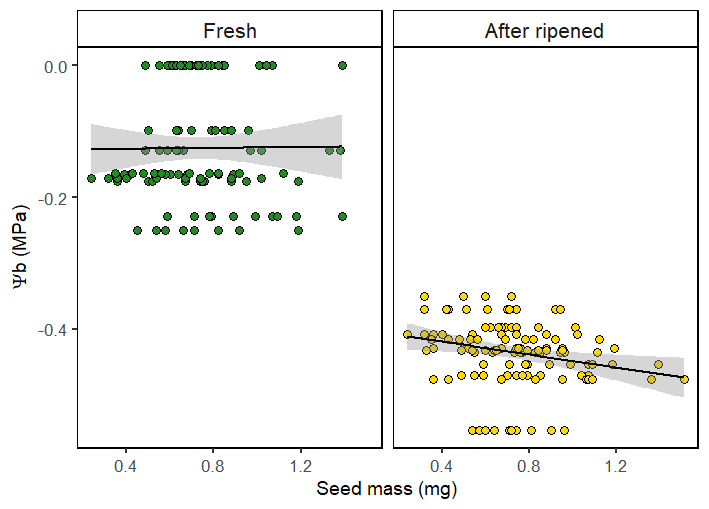 Fresh
After ripened
0.0
-0.2
-0.4
Ψb (MPa)
0.4
0.8
1.2
0.4
0.8
1.2
Seed mass (mg)